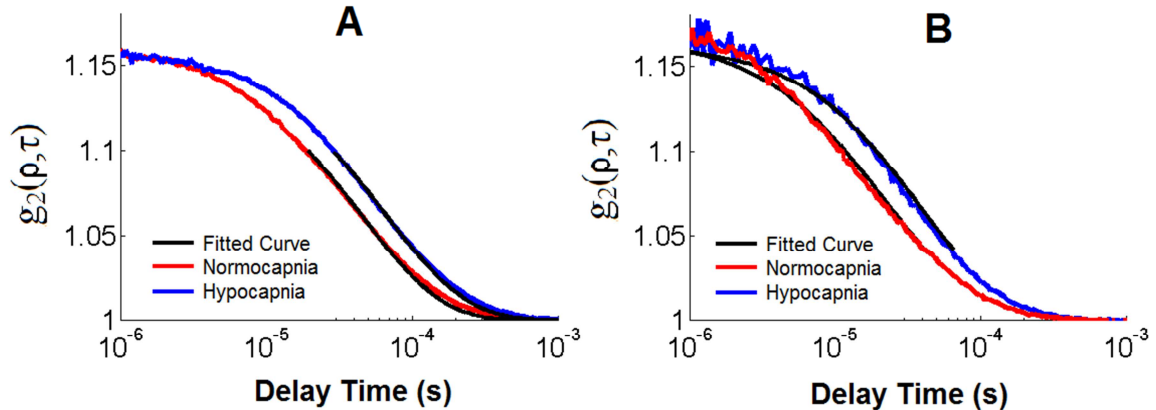 A
1.15
1.1
1.05
1
g₂(ρ,τ)
Fitted Curve
Normocapnia
Hypocapnia
10⁻⁶
10⁻⁵
10⁻⁴
10⁻³
Delay Time (s)
B
1.15
1.1
1.05
1
g₂(ρ,τ)
Fitted Curve
Normocapnia
Hypocapnia
10⁻⁶
10⁻⁵
10⁻⁴
10⁻³
Delay Time (s)